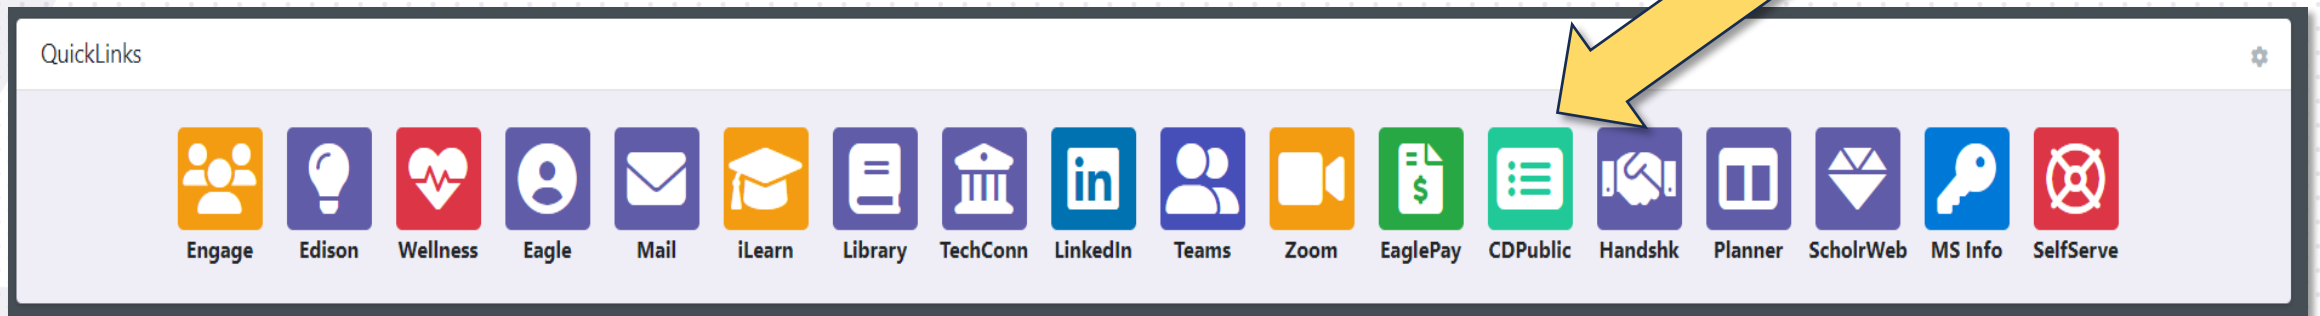 QuickLinks
in
$
Engage Edison Wellness Eagle Mail iLearn Library TechConn LinkedIn Teams Zoom EaglePay CDPublic Handshk Planner ScholrWeb MS Info SelfServe